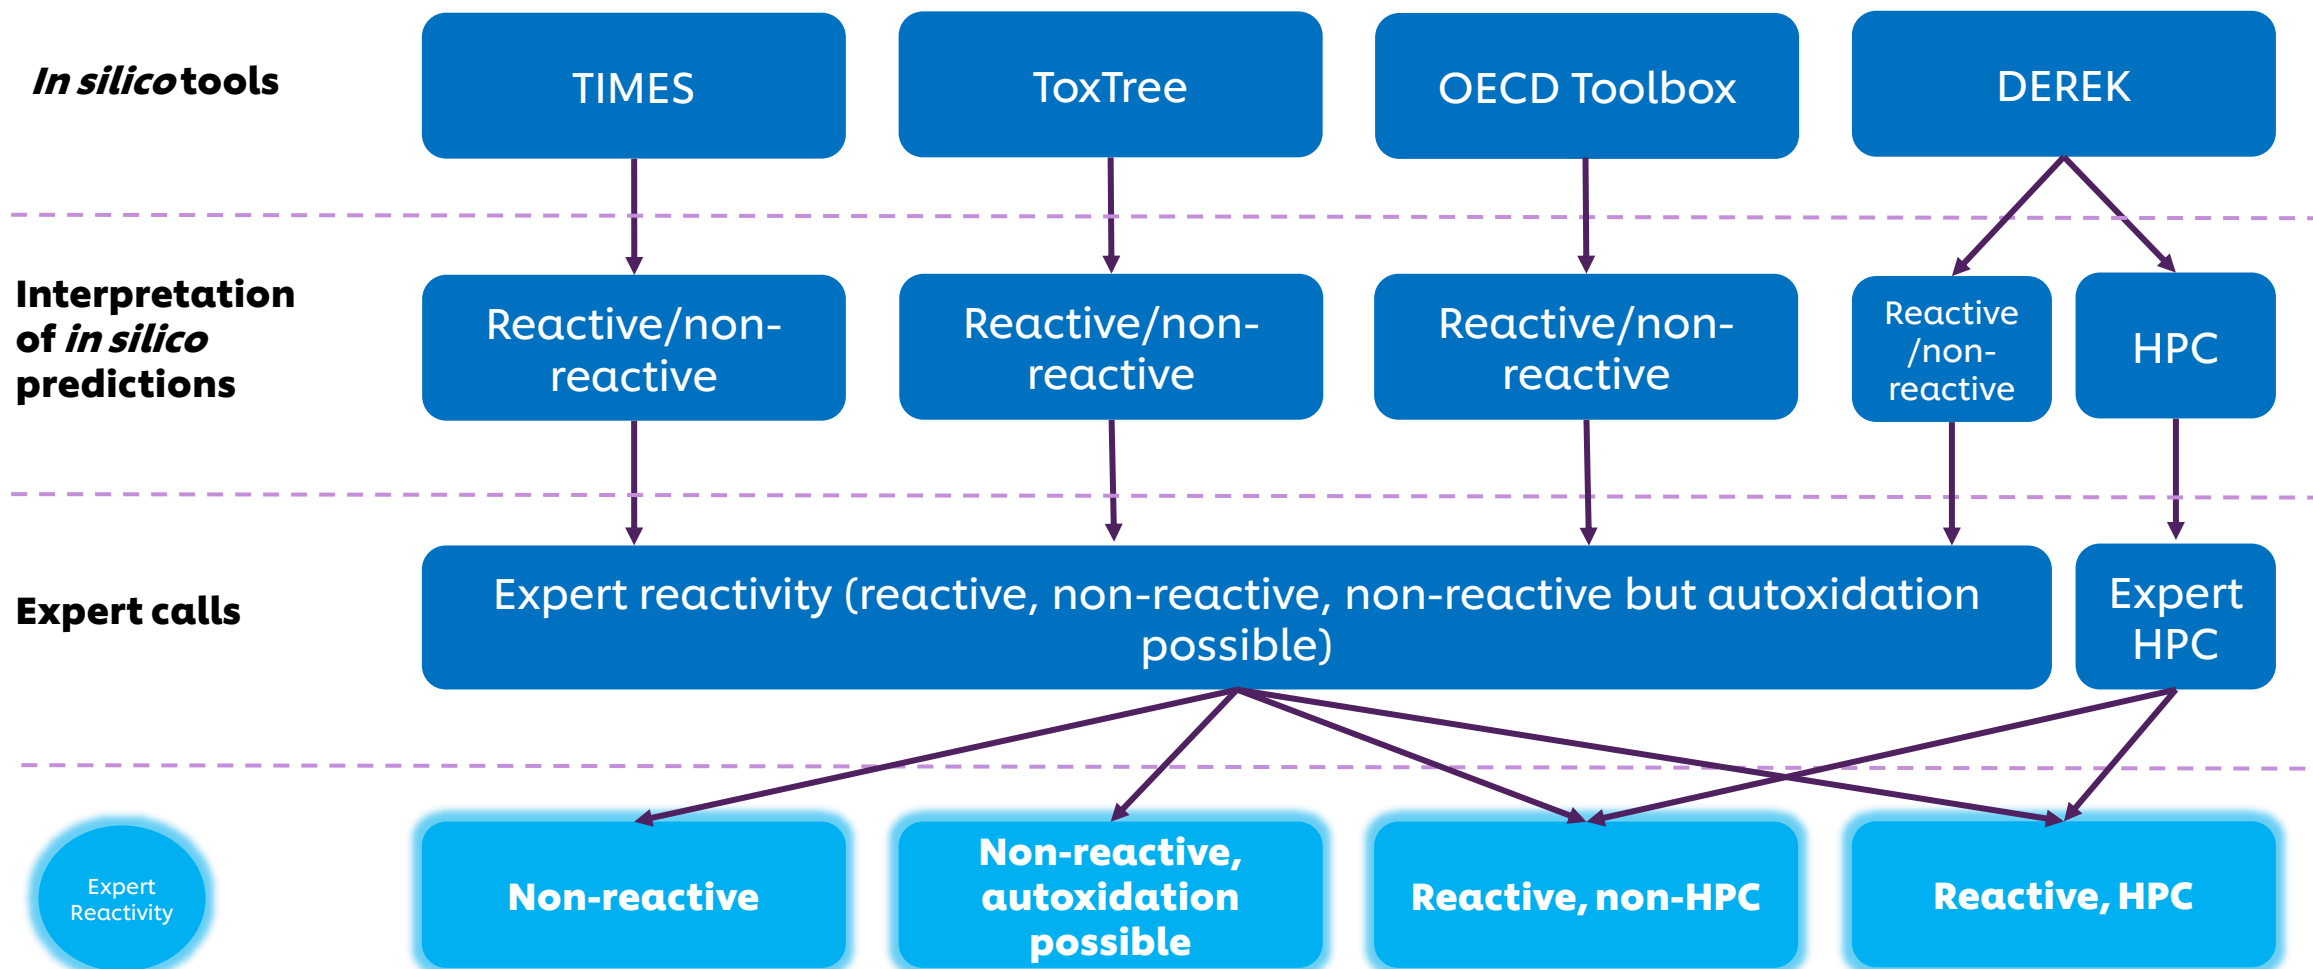 In silico tools
TIMES
ToxTree
OECD Toolbox
DEREK
Interpretation
of in silico
predictions
Reactive/non-
reactive
Reactive/non-
reactive
Reactive/non-
reactive
Reactive
/non-
reactive
HPC
Expert calls
Expert reactivity (reactive, non-reactive, non-reactive but autoxidation
possible)
Expert
HPC
Expert
Reactivity
Non-reactive
Non-reactive,
autoxidation
possible
Reactive, non-HPC
Reactive, HPC